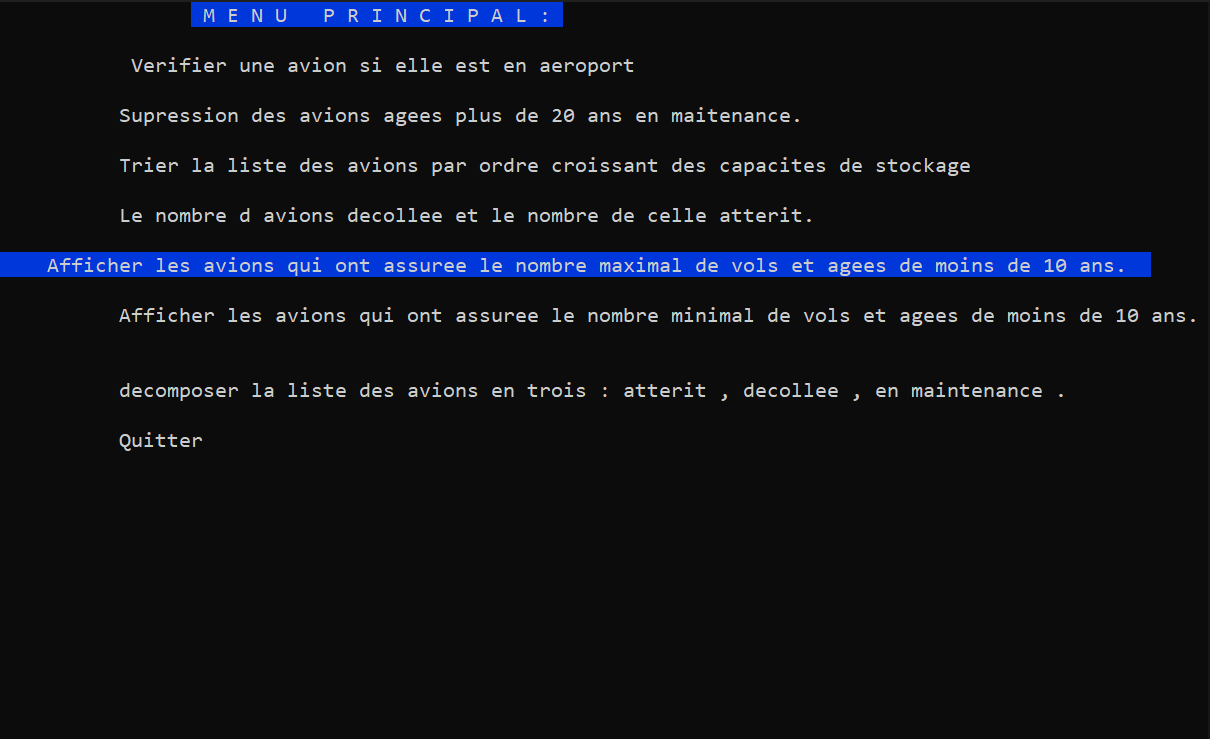 M E N U   P R I N C I P A L :
Verifier une avion si elle est en aeroport
Supression des avions agees plus de 20 ans en maitenance.
Trier la liste des avions par ordre croissant des capacites de stockage
Le nombre d avions decollee et le nombre de celle atterit.
Afficher les avions qui ont assuree le nombre maximal de vols et agees de moins de 10 ans.
Afficher les avions qui ont assuree le nombre minimal de vols et agees de moins de 10 ans.
decomposer la liste des avions en trois : atterit , decollee , en maintenance .
Quitter